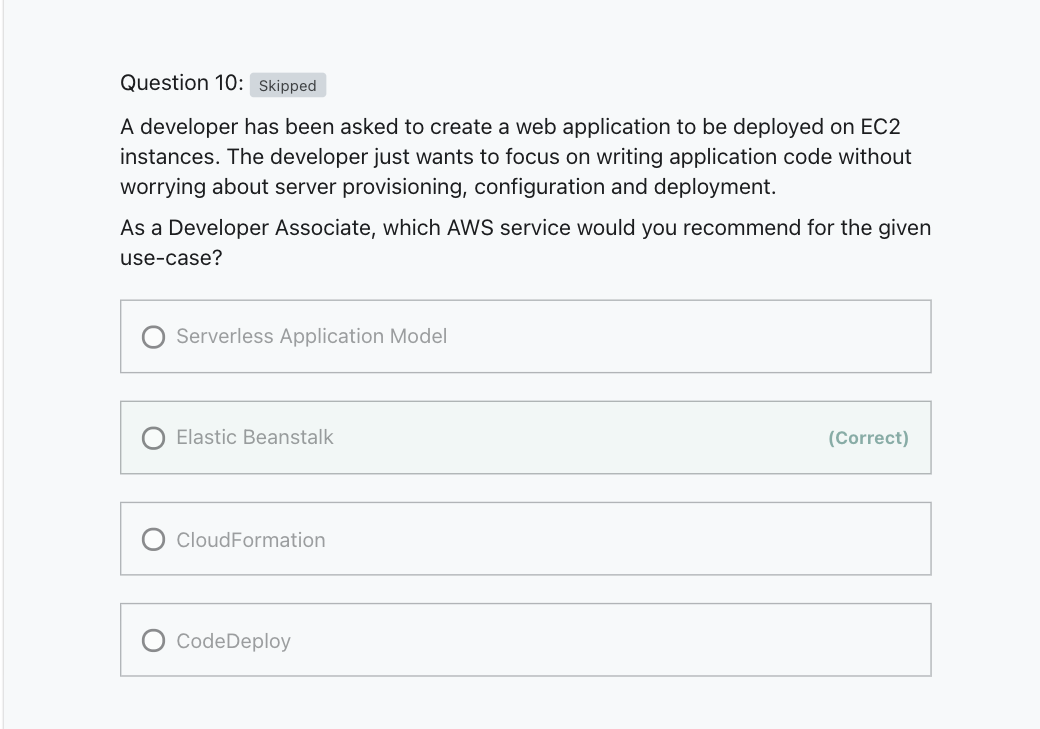 Question 10: Skipped
A developer has been asked to create a web application to be deployed on EC2
instances. The developer just wants to focus on writing application code without
worrying about server provisioning, configuration and deployment.
As a Developer Associate, which AWS service would you recommend for the given
use-case?
Serverless Application Model
Elastic Beanstalk (Correct)
CloudFormation
CodeDeploy